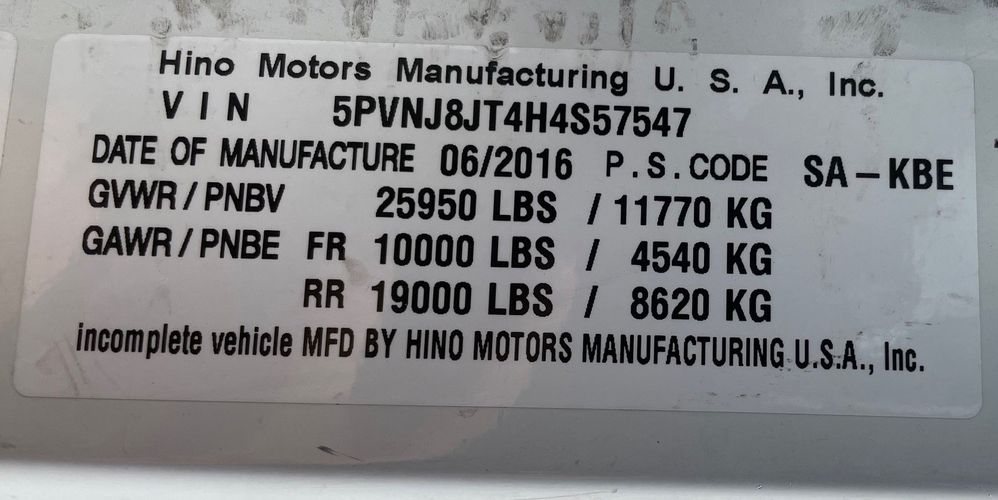 Hino Motors Manufacturing U. S. A., Inc.
VIN 5PVNJ8JT4H4S57547
DATE OF MANUFACTURE 06/2016 P.S.CODE SA-KBE
GVWR/PNBV 25950 LBS / 11770 KG
GAWR/PNBE FR 10000 LBS / 4540 KG
RR 19000 LBS / 8620 KG
incomplete vehicle MFD BY HINO MOTORS MANUFACTURING U.S.A., Inc.